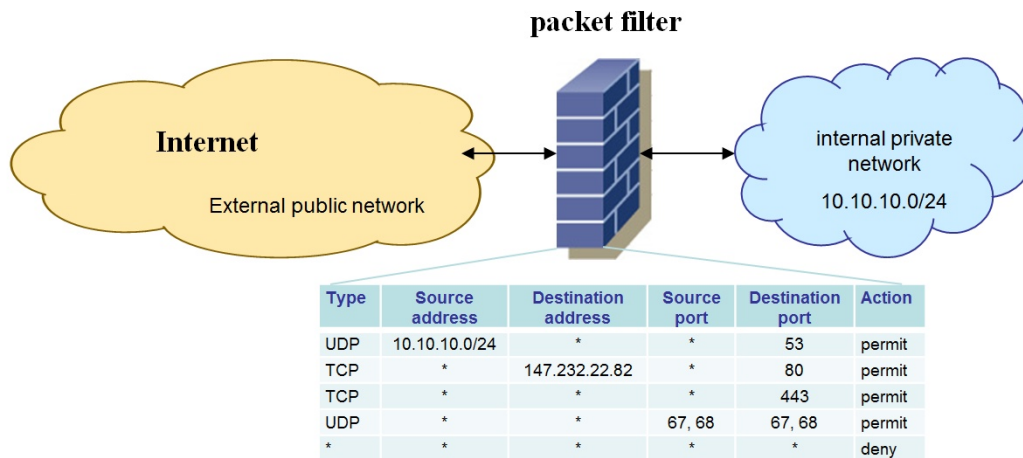 packet filter
Internet
External public network
internal private
network
10.10.10.0/24
Type Source address Destination address Source port Destination port Action
UDP 10.10.10.0/24 * * 53 permit
TCP * 147.232.22.82 * 80 permit
TCP * * * 443 permit
UDP * * 67, 68 67, 68 permit
* * * * * deny